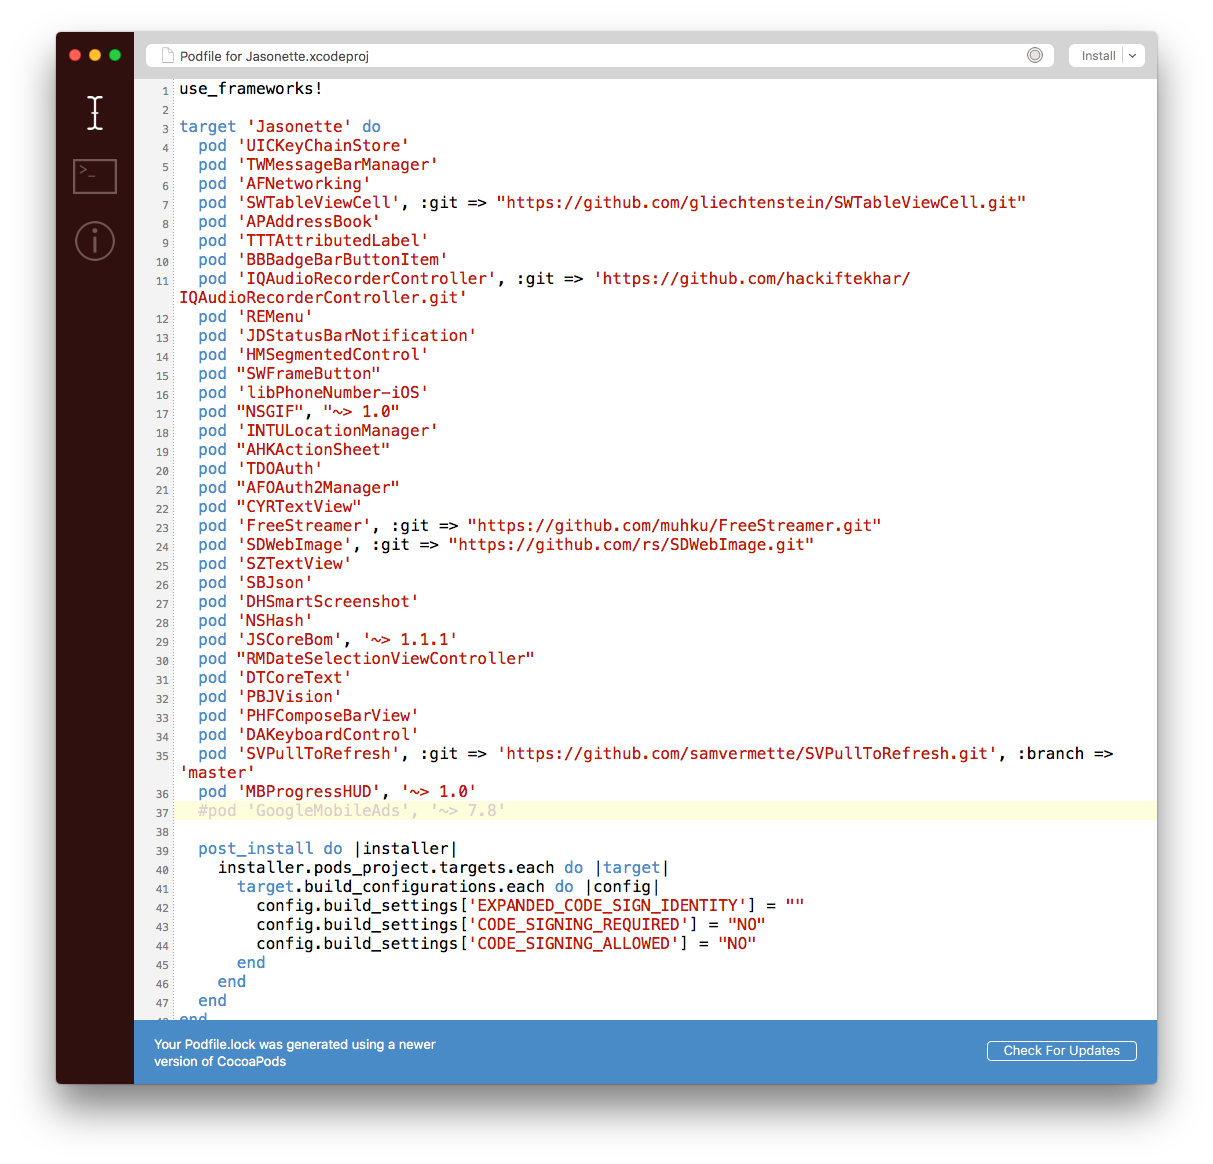 Podfile for Jasonette.xcodeproj
Install
1 use_frameworks!
2
3 target 'Jasonette' do
4 pod 'UICKeyChainStore'
5 pod 'TWMessageBarManager'
6 pod 'AFNetworking'
7 pod 'SWTableViewCell', :git => "https://github.com/gliechtenstein/SWTableViewCell.git"
8 pod 'APAddressBook'
9 pod 'TTTAttributedLabel'
10 pod 'BBBadgeBarButtonItem'
11 pod 'IQAudioRecorderController', :git => 'https://github.com/hackiftekhar/
IQAudioRecorderController.git'
12 pod 'REMenu'
13 pod 'JDStatusBarNotification'
14 pod 'HMSegmentedControl'
15 pod "SWFrameButton"
16 pod 'libPhoneNumber-iOS'
17 pod "NSGIF", "~> 1.0"
18 pod 'INTULocationManager'
19 pod "AHKActionSheet"
20 pod 'TDOAuth'
21 pod "AFOAuth2Manager"
22 pod "CYRTextView"
23 pod 'FreeStreamer', :git => "https://github.com/muhku/FreeStreamer.git"
24 pod 'SDWebImage', :git => "https://github.com/rs/SDWebImage.git"
25 pod 'SZTextView'
26 pod 'SBJson'
27 pod 'DHSmartScreenshot'
28 pod 'NSHash'
29 pod 'JSCoreBom', '~> 1.1.1'
30 pod "RMDateSelectionViewController"
31 pod 'DTCoreText'
32 pod 'PBJVision'
33 pod 'PHFComposeBarView'
34 pod 'DAKeyboardControl'
35 pod 'SVPullToRefresh', :git => 'https://github.com/samvermette/SVPullToRefresh.git', :branch =>
'master'
36 pod 'MBProgressHUD', '~> 1.0'
37 #pod 'GoogleMobileAds', '~> 7.8'
38
39 post_install do |installer|
40 installer.pods_project.targets.each do |target|
41 target.build_configurations.each do |config|
42 config.build_settings['EXPANDED_CODE_SIGN_IDENTITY'] = ""
43 config.build_settings['CODE_SIGNING_REQUIRED'] = "NO"
44 config.build_settings['CODE_SIGNING_ALLOWED'] = "NO"
45 end
46 end
47 end
48 end
Your Podfile.lock was generated using a newer
version of CocoaPods
Check For Updates